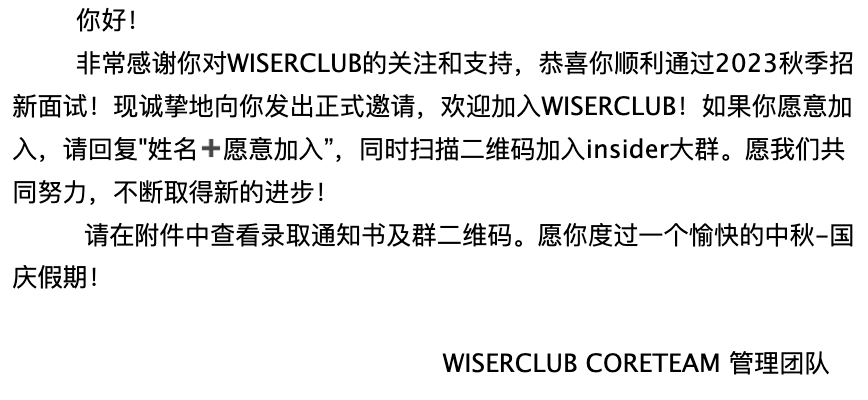 你好！
非常感谢你对WISERCLUB的关注和支持，恭喜你顺利通过2023秋季招
新面试！现诚挚地向你发出正式邀请，欢迎加入WISERCLUB！如果你愿意加
入，请回复"姓名➕愿意加入”，同时扫描二维码加入insider大群。愿我们共
同努力，不断取得新的进步！
请在附件中查看录取通知书及群二维码。愿你度过一个愉快的中秋-国
庆假期！
WISERCLUB CORETEAM 管理团队